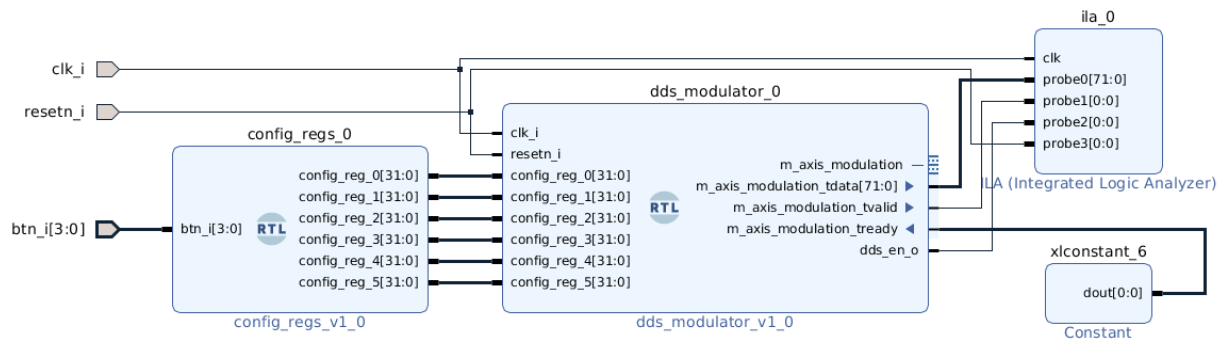 ila_0
clk_i
clk
probe0[71:0]
probe1[0:0]
probe2[0:0]
probe3[0:0]
ILA (Integrated Logic Analyzer)
resetn_i
config_regs_0
btn_i[3:0]
btn_i[3:0]
RTL
config_reg_0[31:0]
config_reg_1[31:0]
config_reg_2[31:0]
config_reg_3[31:0]
config_reg_4[31:0]
config_reg_5[31:0]
config_regs_v1_0
dds_modulator_0
clk_i
resetn_i
config_reg_0[31:0]
config_reg_1[31:0]
config_reg_2[31:0]
config_reg_3[31:0]
config_reg_4[31:0]
config_reg_5[31:0]
RTL
m_axis_modulation
m_axis_modulation_tdata[71:0]
m_axis_modulation_tvalid
m_axis_modulation_tready
dds_en_o
dds_modulator_v1_0
xlconstant_6
dout[0:0]
Constant